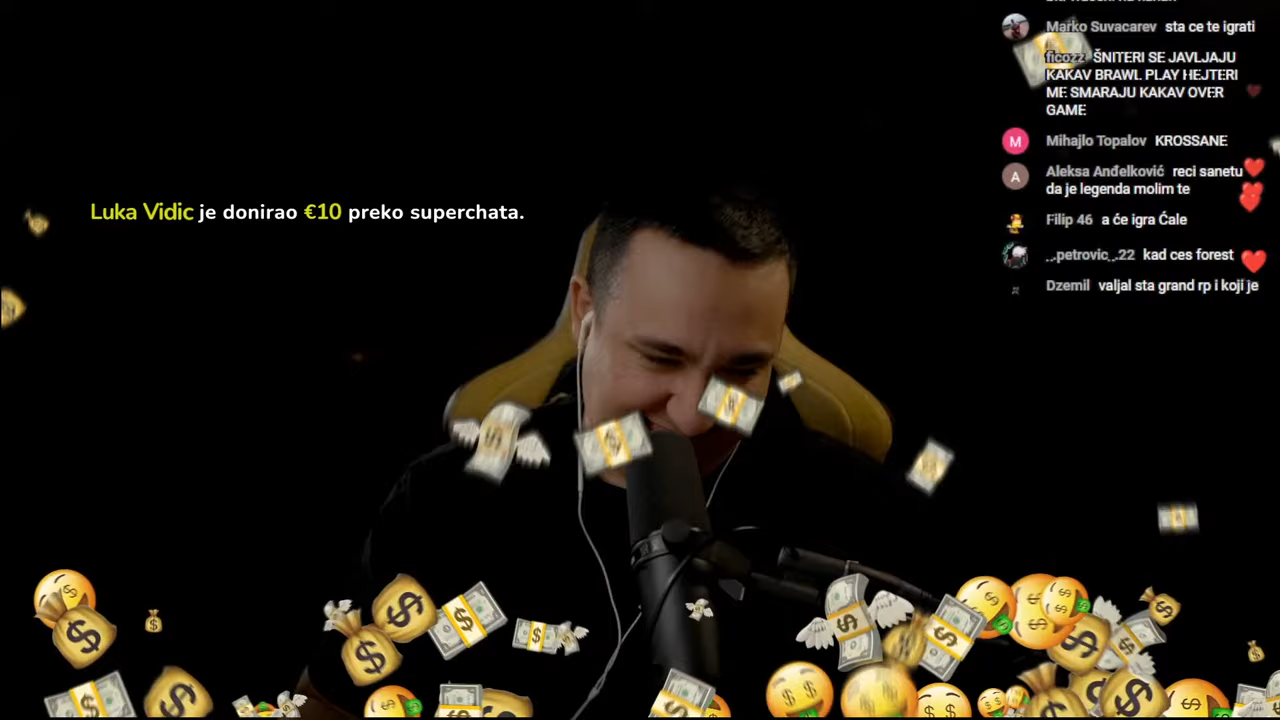 Marko Suvacarev sta ce te igrati
ficozz ŠNITERI SE JAVLJAJU
KAKAV BRAWL PLAY HEJTERI
ME SMARAJU KAKAV OVER
GAME
M Mihajlo Topalov KROSSANE
A Aleksa Anđelković reci sanetu
da je legenda molim te
Luka Vidic je donirao €10 preko superchata.
Filip 46 a će igra Ćale
._.petrovic_.22 kad ces forest
Dzemil valjal sta grand rp i koji je